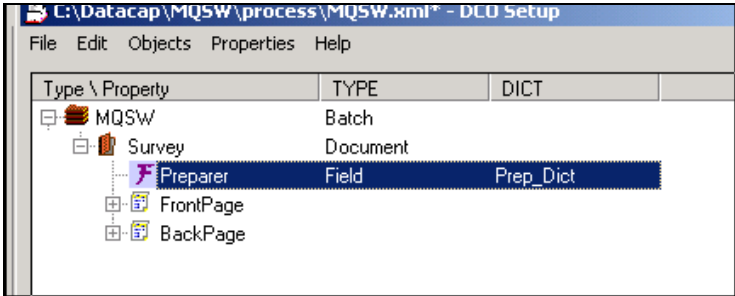 C:\Datacap\MQSW\process\MQSW.xml* - DCO Setup
File Edit Objects Properties Help
Type \ Property TYPE DICT
MQSW Batch
Survey Document
Preparer Field Prep_Dict
FrontPage
BackPage